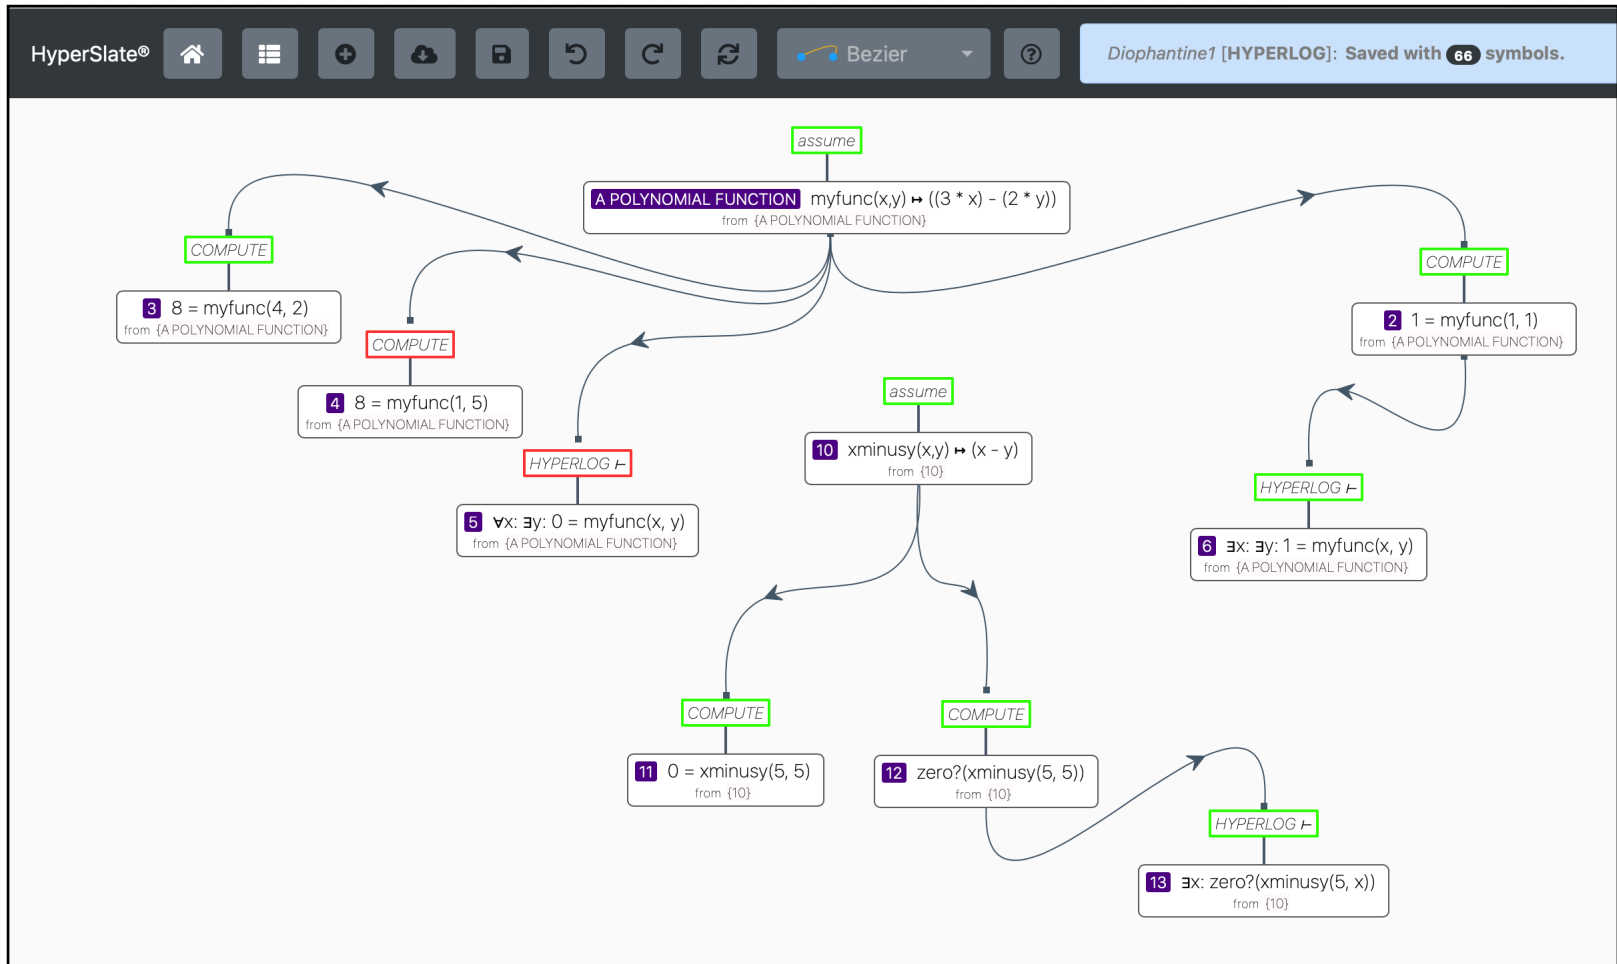 HyperSlate®
Bezier
Diophantine1 [HYPERLOG]: Saved with 66 symbols.
assume
A POLYNOMIAL FUNCTION myfunc(x,y) ↦ ((3 * x) - (2 * y))
from {A POLYNOMIAL FUNCTION}
COMPUTE
3 8 = myfunc(4, 2)
from {A POLYNOMIAL FUNCTION}
COMPUTE
2 1 = myfunc(1, 1)
from {A POLYNOMIAL FUNCTION}
COMPUTE
4 8 = myfunc(1, 5)
from {A POLYNOMIAL FUNCTION}
assume
10 xminusy(x,y) ↦ (x - y)
from {10}
HYPERLOG ⊢
5 ∀x: ∃y: 0 = myfunc(x, y)
from {A POLYNOMIAL FUNCTION}
HYPERLOG ⊢
6 ∃x: ∃y: 1 = myfunc(x, y)
from {A POLYNOMIAL FUNCTION}
COMPUTE
11 0 = xminusy(5, 5)
from {10}
COMPUTE
12 zero?(xminusy(5, 5))
from {10}
HYPERLOG ⊢
13 ∃x: zero?(xminusy(5, x))
from {10}